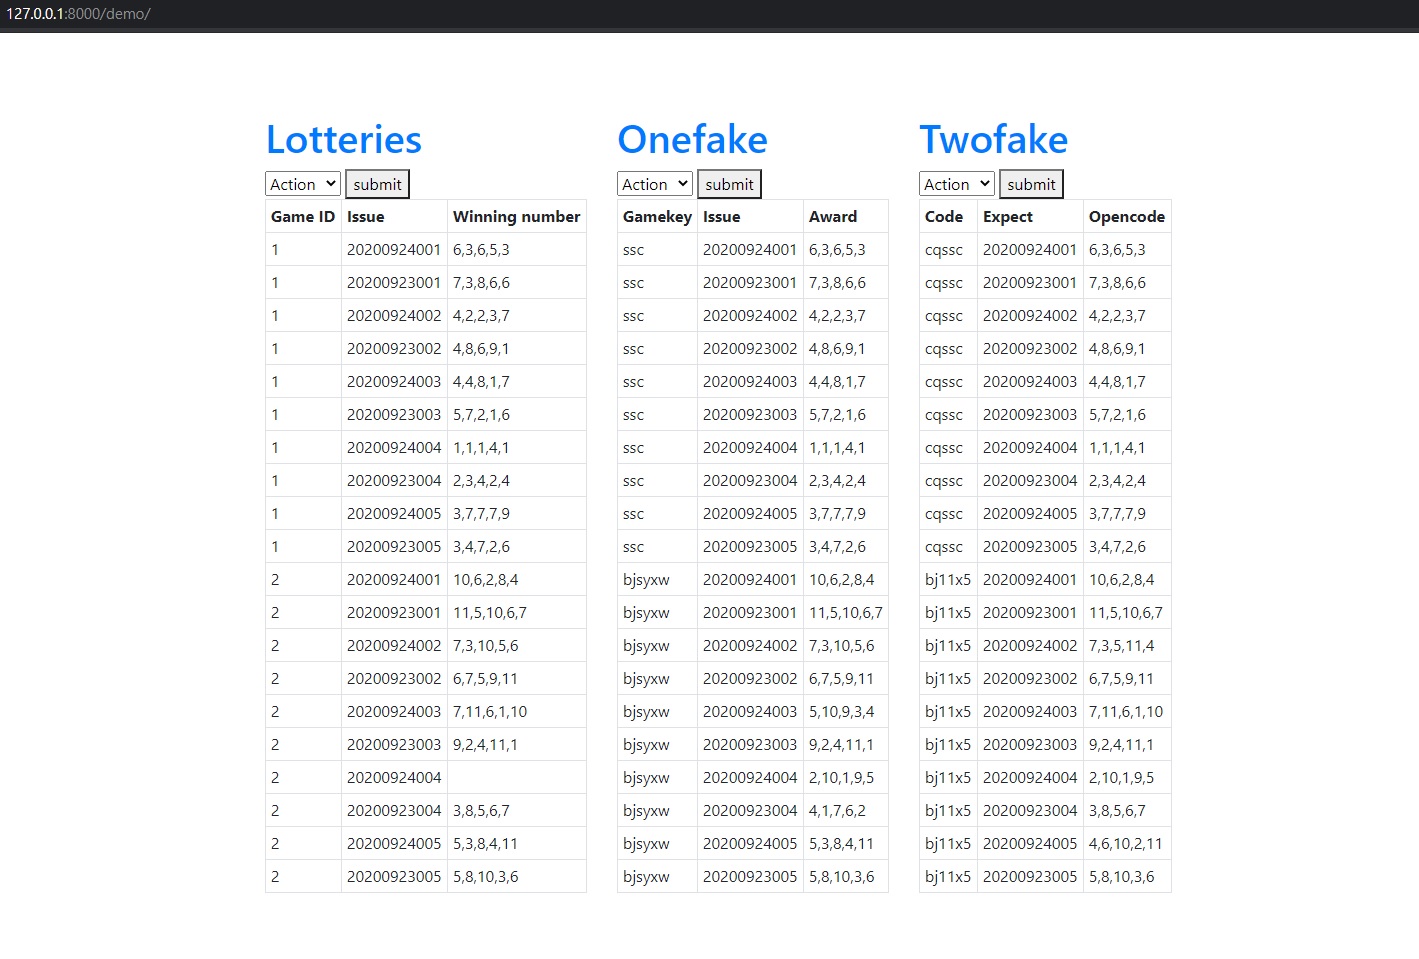 127.0.0.1:8000/demo/
Lotteries Onefake Twofake
Action submit Action submit Action submit
Game ID Issue Winning number Gamekey Issue Award Code Expect Opencode
1 20200924001 6,3,6,5,3 ssc 20200924001 6,3,6,5,3 cqssc 20200924001 6,3,6,5,3
1 20200923001 7,3,8,6,6 ssc 20200923001 7,3,8,6,6 cqssc 20200923001 7,3,8,6,6
1 20200924002 4,2,2,3,7 ssc 20200924002 4,2,2,3,7 cqssc 20200924002 4,2,2,3,7
1 20200923002 4,8,6,9,1 ssc 20200923002 4,8,6,9,1 cqssc 20200923002 4,8,6,9,1
1 20200924003 4,4,8,1,7 ssc 20200924003 4,4,8,1,7 cqssc 20200924003 4,4,8,1,7
1 20200923003 5,7,2,1,6 ssc 20200923003 5,7,2,1,6 cqssc 20200923003 5,7,2,1,6
1 20200924004 1,1,1,4,1 ssc 20200924004 1,1,1,4,1 cqssc 20200924004 1,1,1,4,1
1 20200923004 2,3,4,2,4 ssc 20200923004 2,3,4,2,4 cqssc 20200923004 2,3,4,2,4
1 20200924005 3,7,7,7,9 ssc 20200924005 3,7,7,7,9 cqssc 20200924005 3,7,7,7,9
1 20200923005 3,4,7,2,6 ssc 20200923005 3,4,7,2,6 cqssc 20200923005 3,4,7,2,6
2 20200924001 10,6,2,8,4 bjsyxw 20200924001 10,6,2,8,4 bj11x5 20200924001 10,6,2,8,4
2 20200923001 11,5,10,6,7 bjsyxw 20200923001 11,5,10,6,7 bj11x5 20200923001 11,5,10,6,7
2 20200924002 7,3,10,5,6 bjsyxw 20200924002 7,3,10,5,6 bj11x5 20200924002 7,3,5,11,4
2 20200923002 6,7,5,9,11 bjsyxw 20200923002 6,7,5,9,11 bj11x5 20200923002 6,7,5,9,11
2 20200924003 7,11,6,1,10 bjsyxw 20200924003 5,10,9,3,4 bj11x5 20200924003 7,11,6,1,10
2 20200923003 9,2,4,11,1 bjsyxw 20200923003 9,2,4,11,1 bj11x5 20200923003 9,2,4,11,1
2 20200924004 bjsyxw 20200924004 2,10,1,9,5 bj11x5 20200924004 2,10,1,9,5
2 20200923004 3,8,5,6,7 bjsyxw 20200923004 4,1,7,6,2 bj11x5 20200923004 3,8,5,6,7
2 20200924005 5,3,8,4,11 bjsyxw 20200924005 5,3,8,4,11 bj11x5 20200924005 4,6,10,2,11
2 20200923005 5,8,10,3,6 bjsyxw 20200923005 5,8,10,3,6 bj11x5 20200923005 5,8,10,3,6